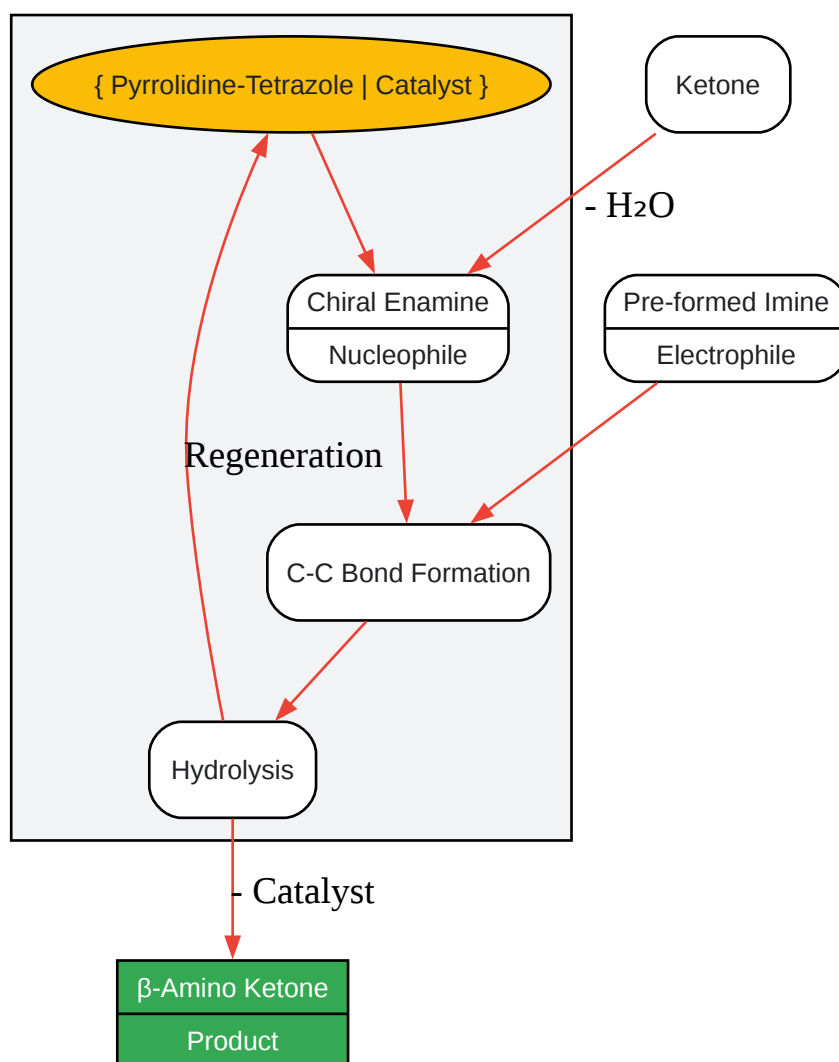 { Pyrrolidine-Tetrazole | Catalyst }
Ketone
- H₂O
Chiral Enamine
Nucleophile
Pre-formed Imine
Electrophile
Regeneration
C-C Bond Formation
Hydrolysis
- Catalyst
β-Amino Ketone
Product